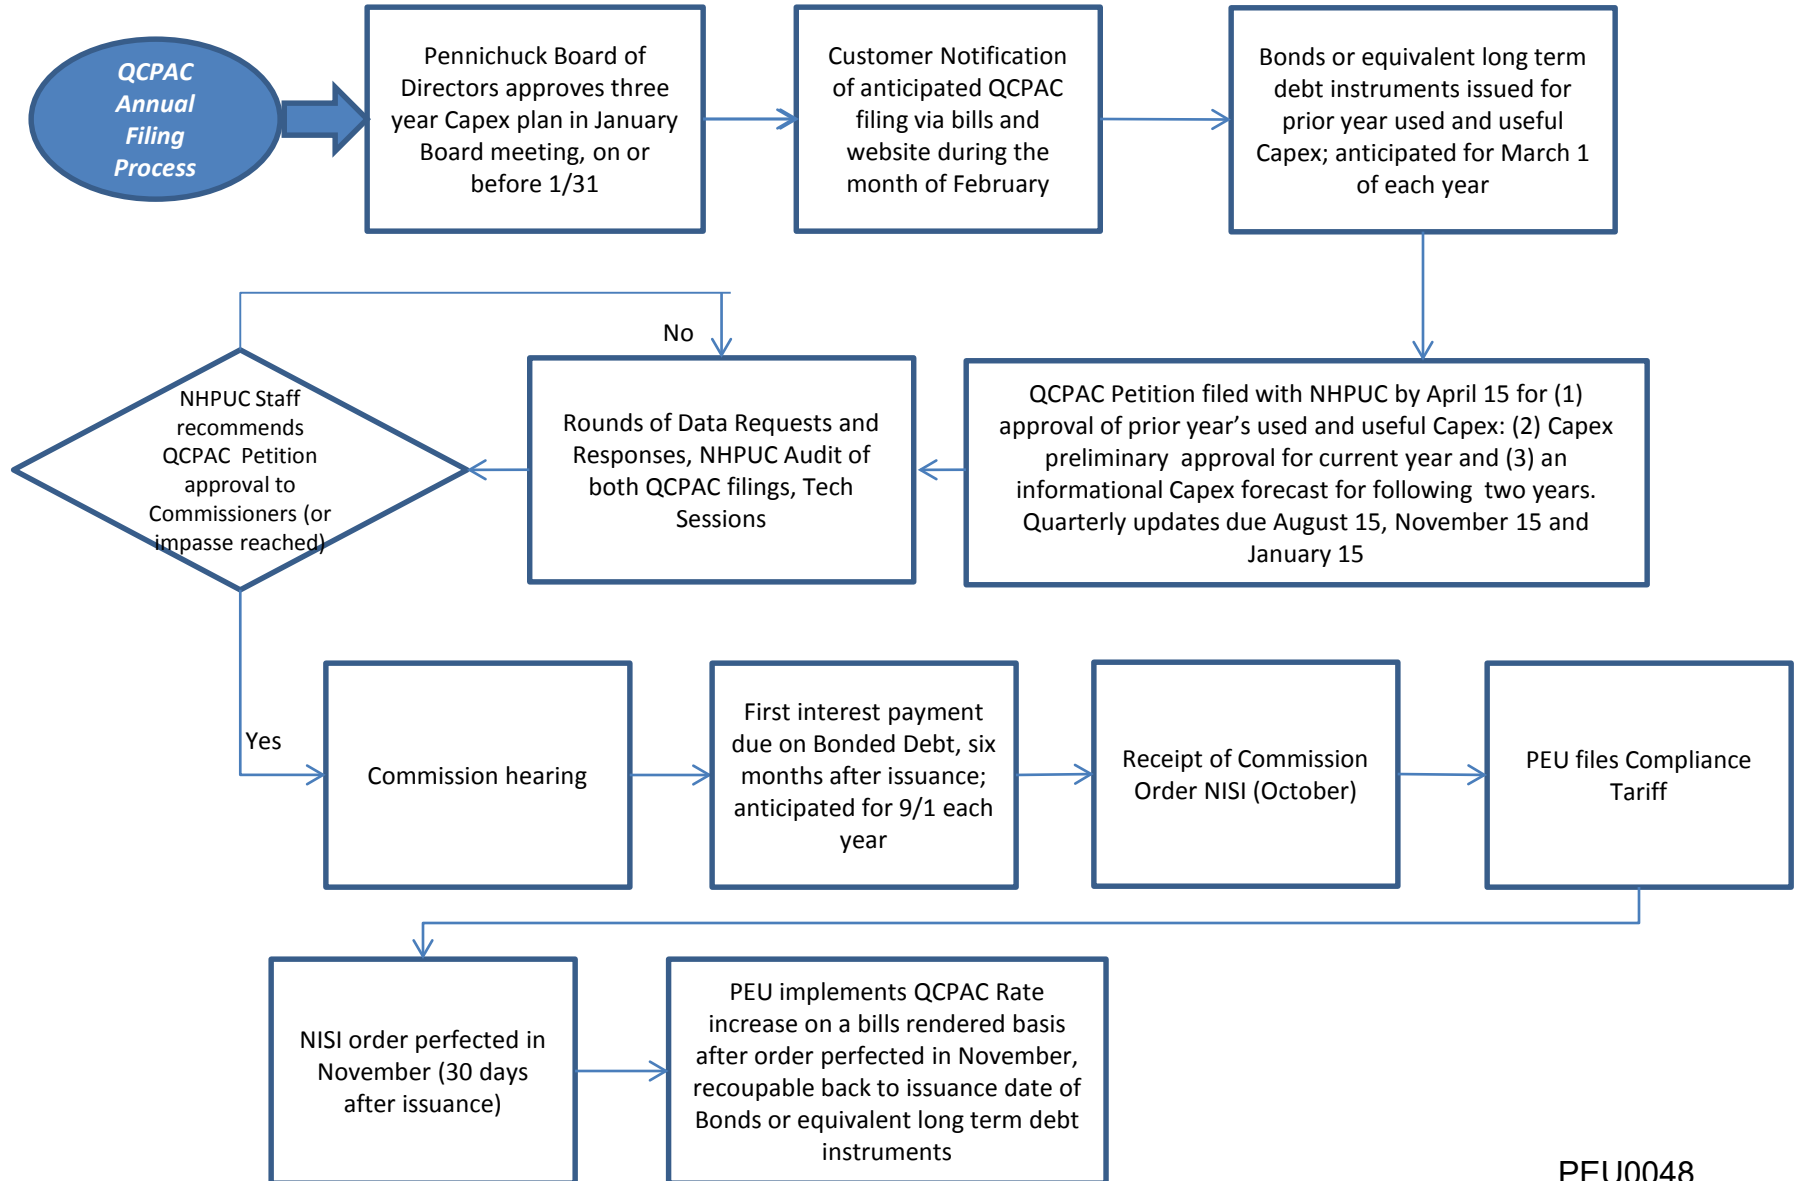 QCPAC
Annual
Filing
Process
Pennichuck Board of
Directors approves three
year Capex plan in January
Board meeting, on or
before 1/31
Customer Notification
of anticipated QCPAC
filing via bills and
website during the
month of February
Bonds or equivalent long term
debt instruments issued for
prior year used and useful
Capex; anticipated for March 1
of each year
QCPAC Petition filed with NHPUC by April 15 for (1)
approval of prior year’s used and useful Capex: (2) Capex
preliminary approval for current year and (3) an
informational Capex forecast for following two years.
Quarterly updates due August 15, November 15 and
January 15
Rounds of Data Requests and
Responses, NHPUC Audit of
both QCPAC filings, Tech
Sessions
No
NHPUC Staff
recommends
QCPAC Petition
approval to
Commissioners (or
impasse reached)
Yes
Commission hearing
First interest payment
due on Bonded Debt, six
months after issuance;
anticipated for 9/1 each
year
Receipt of Commission
Order NISI (October)
PEU files Compliance
Tariff
NISI order perfected in
November (30 days
after issuance)
PEU implements QCPAC Rate
increase on a bills rendered basis
after order perfected in November,
recoupable back to issuance date of
Bonds or equivalent long term debt
instruments
PEU0048